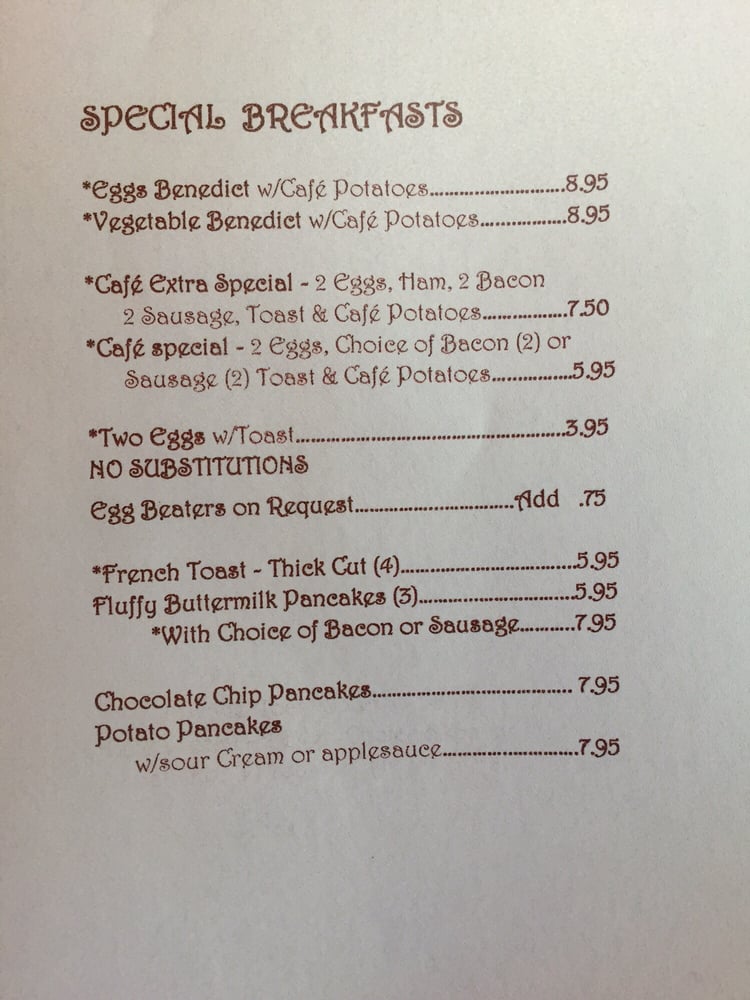 SPECIAL BREAKFASTS
*Eggs Benedict w/Café Potatoes..........................8.95
*Vegetable Benedict w/Café Potatoes.................8.95
*Café Extra Special - 2 Eggs, Ham, 2 Bacon
2 Sausage, Toast & Café Potatoes.................7.50
*Café special - 2 Eggs, Choice of Bacon (2) or
Sausage (2) Toast & Café Potatoes................5.95
*Two Eggs w/Toast......................................................3.95
NO SUBSTITUTIONS
Egg Beaters on Request................................Add .75
*French Toast - Thick Cut (4)...................................5.95
Fluffy Buttermilk Pancakes (3)...............................5.95
*With Choice of Bacon or Sausage...........7.95
Chocolate Chip Pancakes........................................ 7.95
Potato Pancakes
w/sour Cream or applesauce...........................7.95